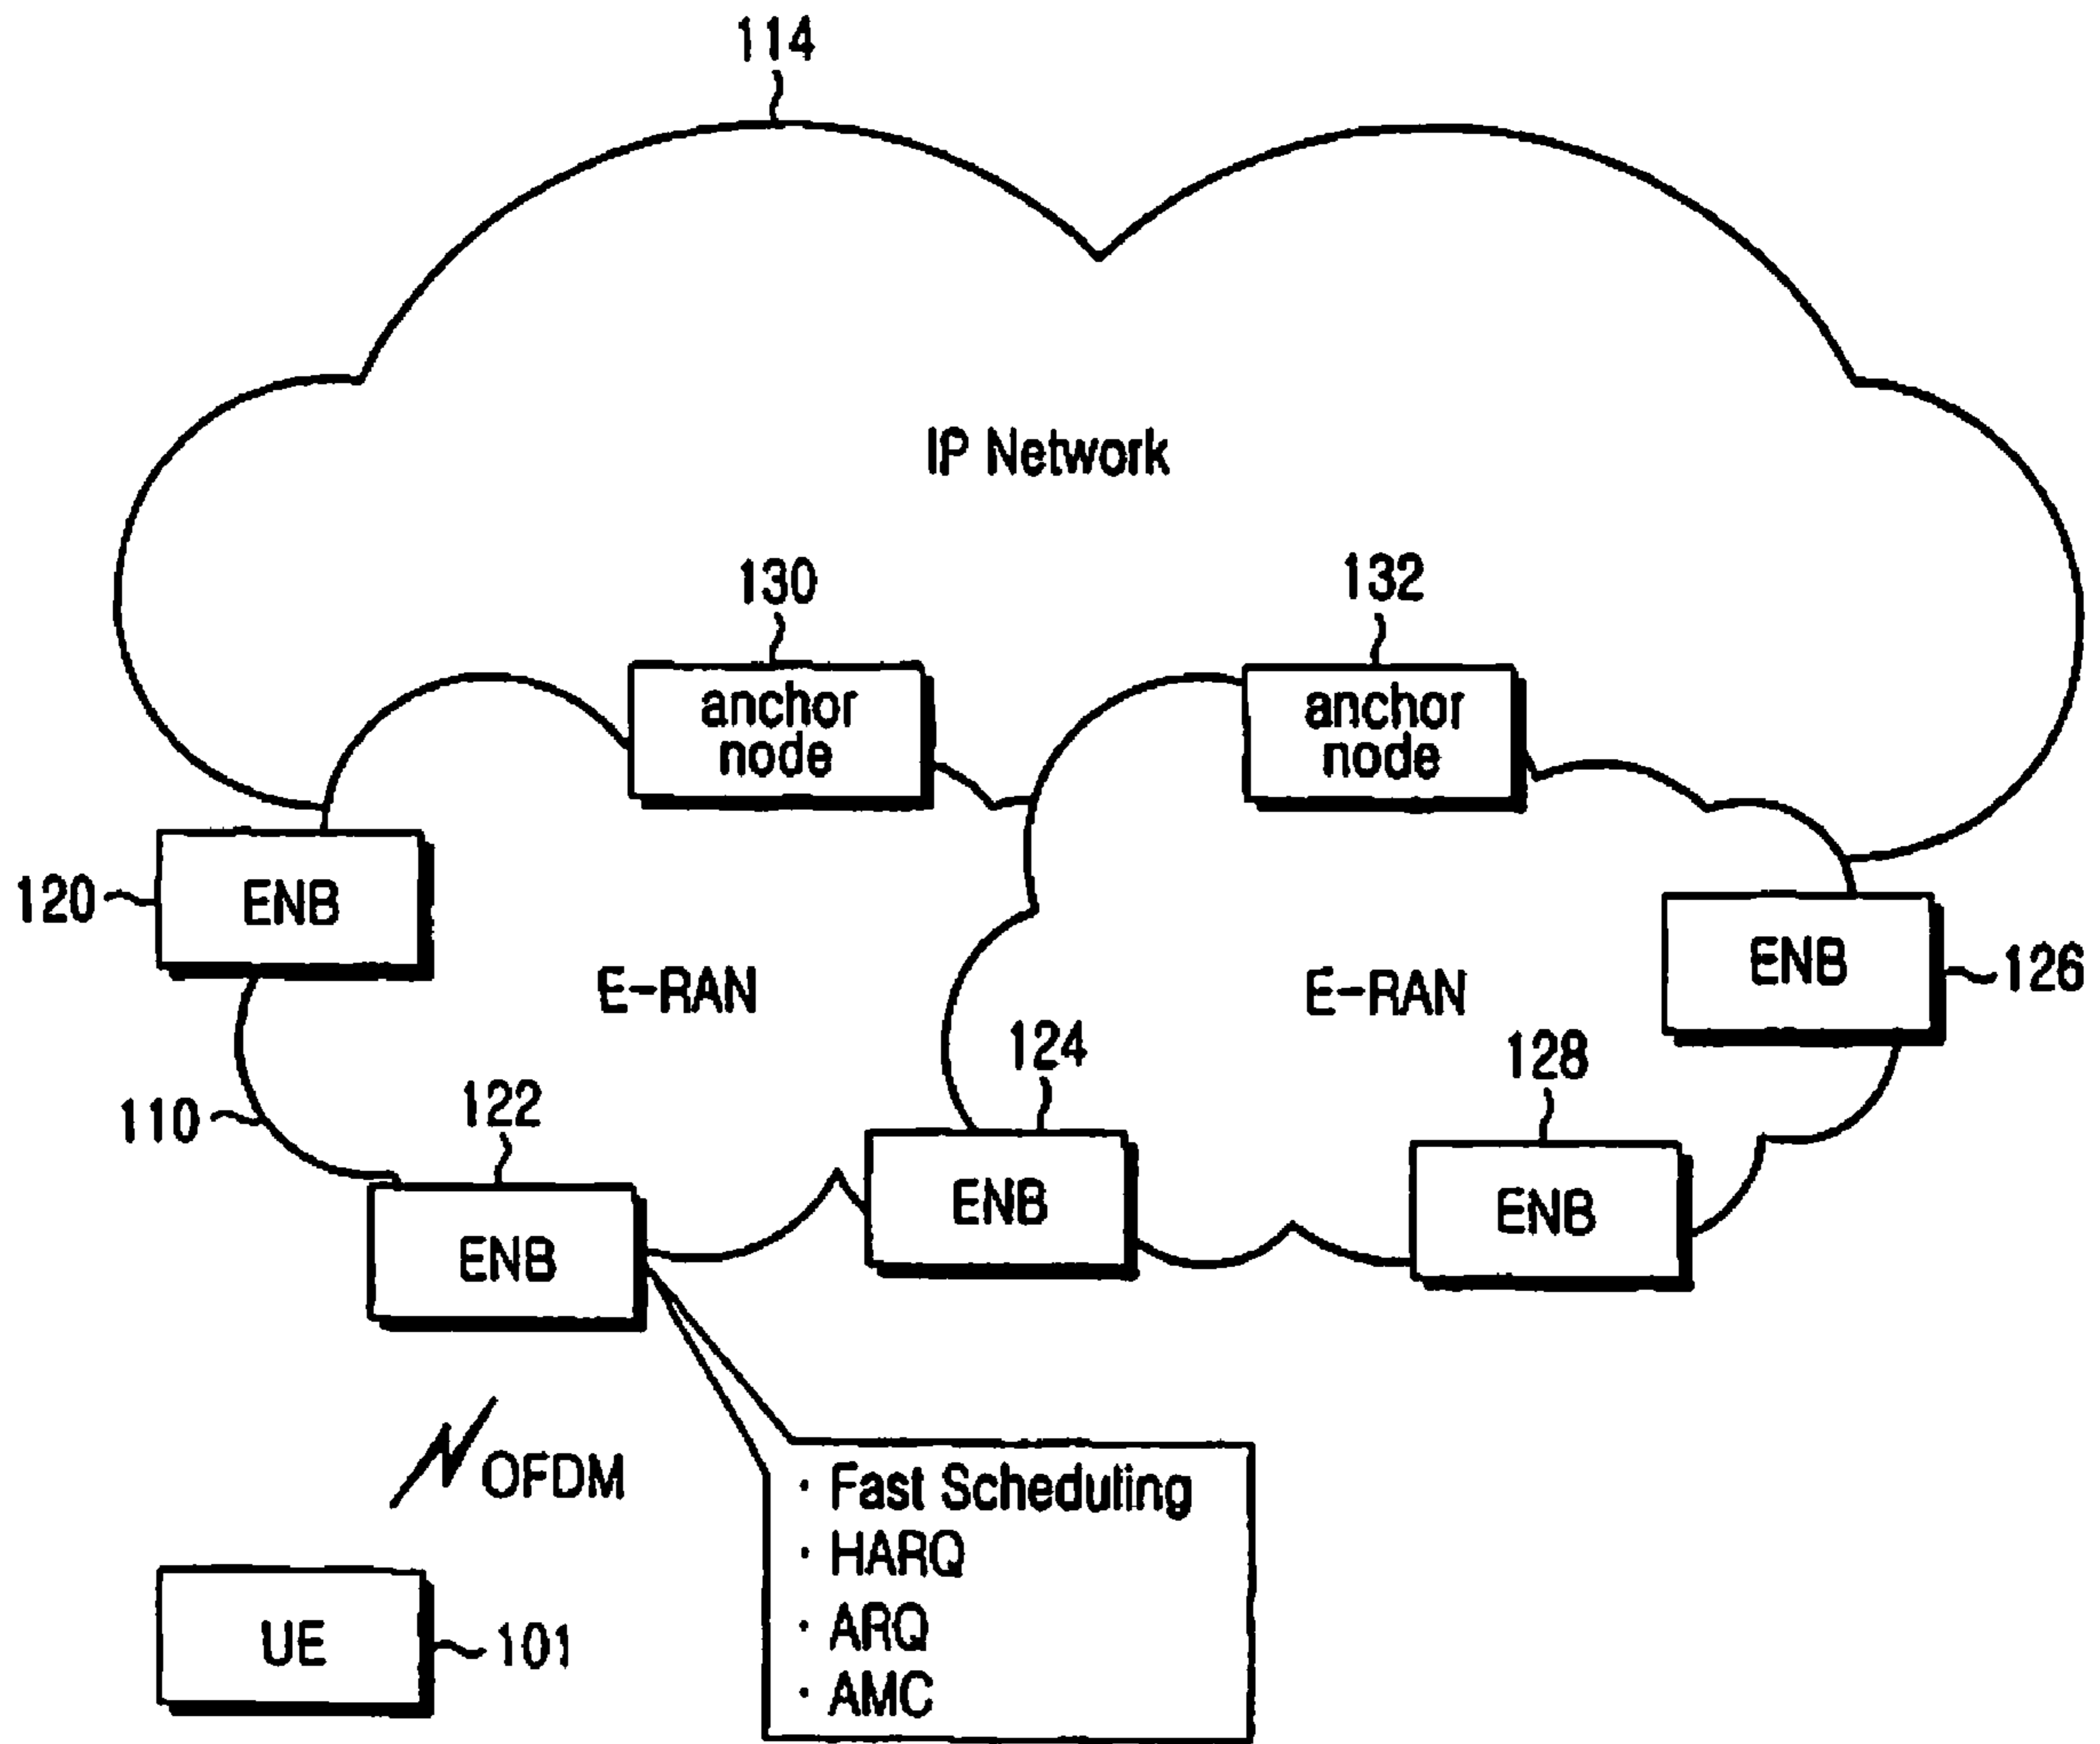 114
IP Network
130
132
anchor
node
anchor
node
120
ENB
ENB
126
E-RAN
E-RAN
124
128
110
122
ENB
ENB
ENB
OFDM
· Fast Scheduling
· HARQ
· ARQ
· AMC
UE
101